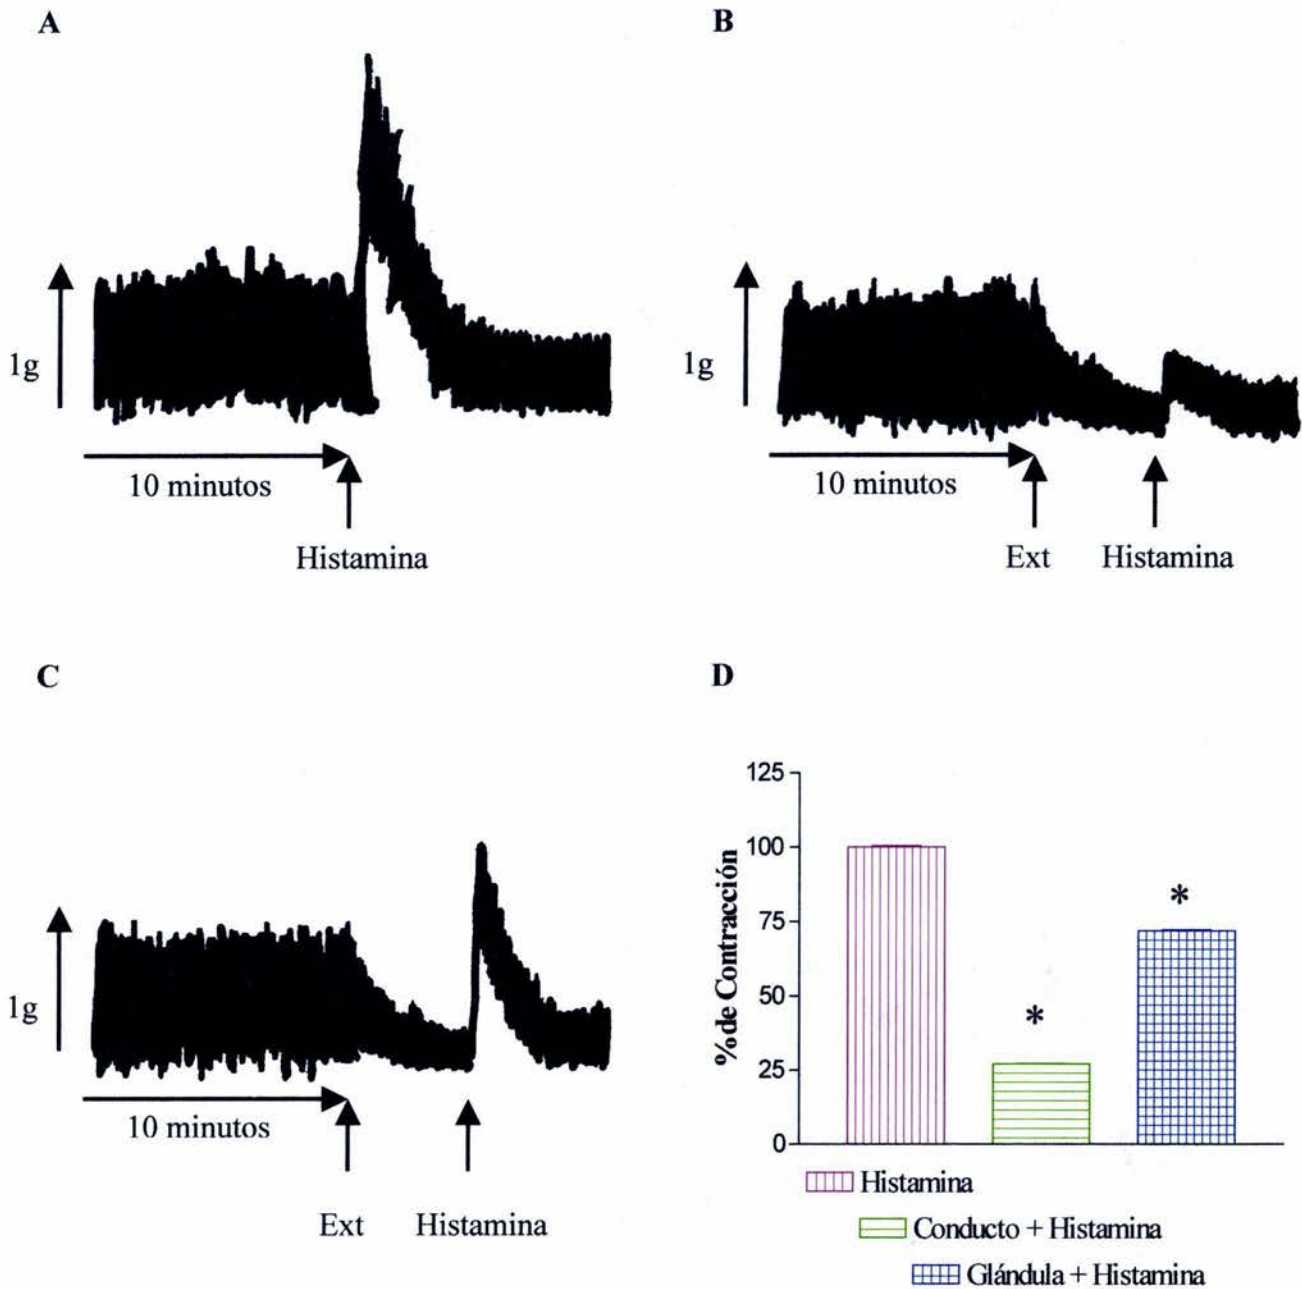 A
1g
10 minutos
Histamina
B
1g
10 minutos
Ext Histamina
C
1g
10 minutos
Ext Histamina
D
%de Contracción
125
100
75
50
25
0
*
*
Histamina
Conducto + Histamina
Glándula + Histamina